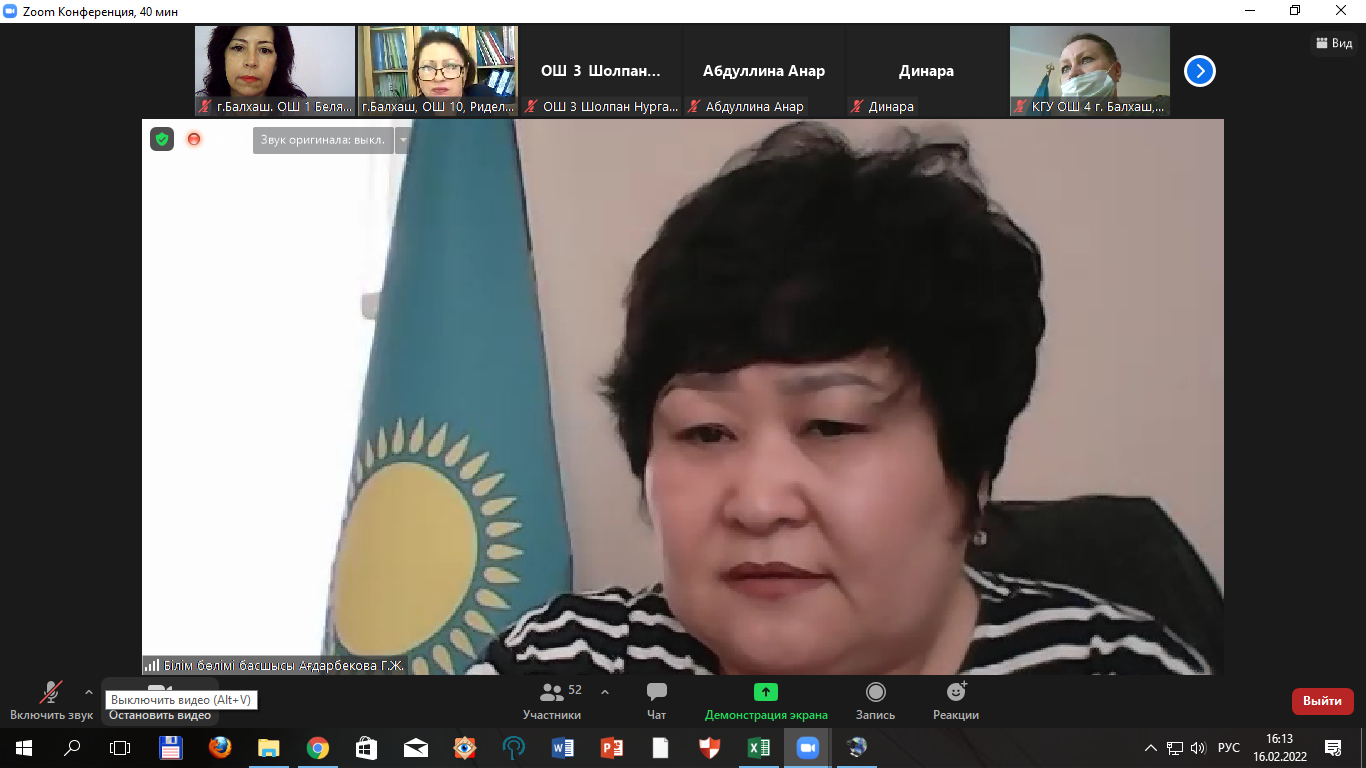 Zoom Конференция, 40 мин
Вид
ОШ 3 Шолпан...
Абдуллина Анар
Динара
г.Балхаш. ОШ 1 Беля...
г.Балхаш, ОШ 10, Ридел...
ОШ 3 Шолпан Нурга...
Абдуллина Анар
Динара
КГУ ОШ 4 г. Балхаш,...
Звук оригинала: выкл.
Білім бөлімі басшысы Ағдарбекова Г.Ж.
Выключить видео (Alt+V)
52
Включить звук
Остановить видео
Участники
Чат
Демонстрация экрана
Запись
Реакции
Выйти
РУС
16:13
16.02.2022